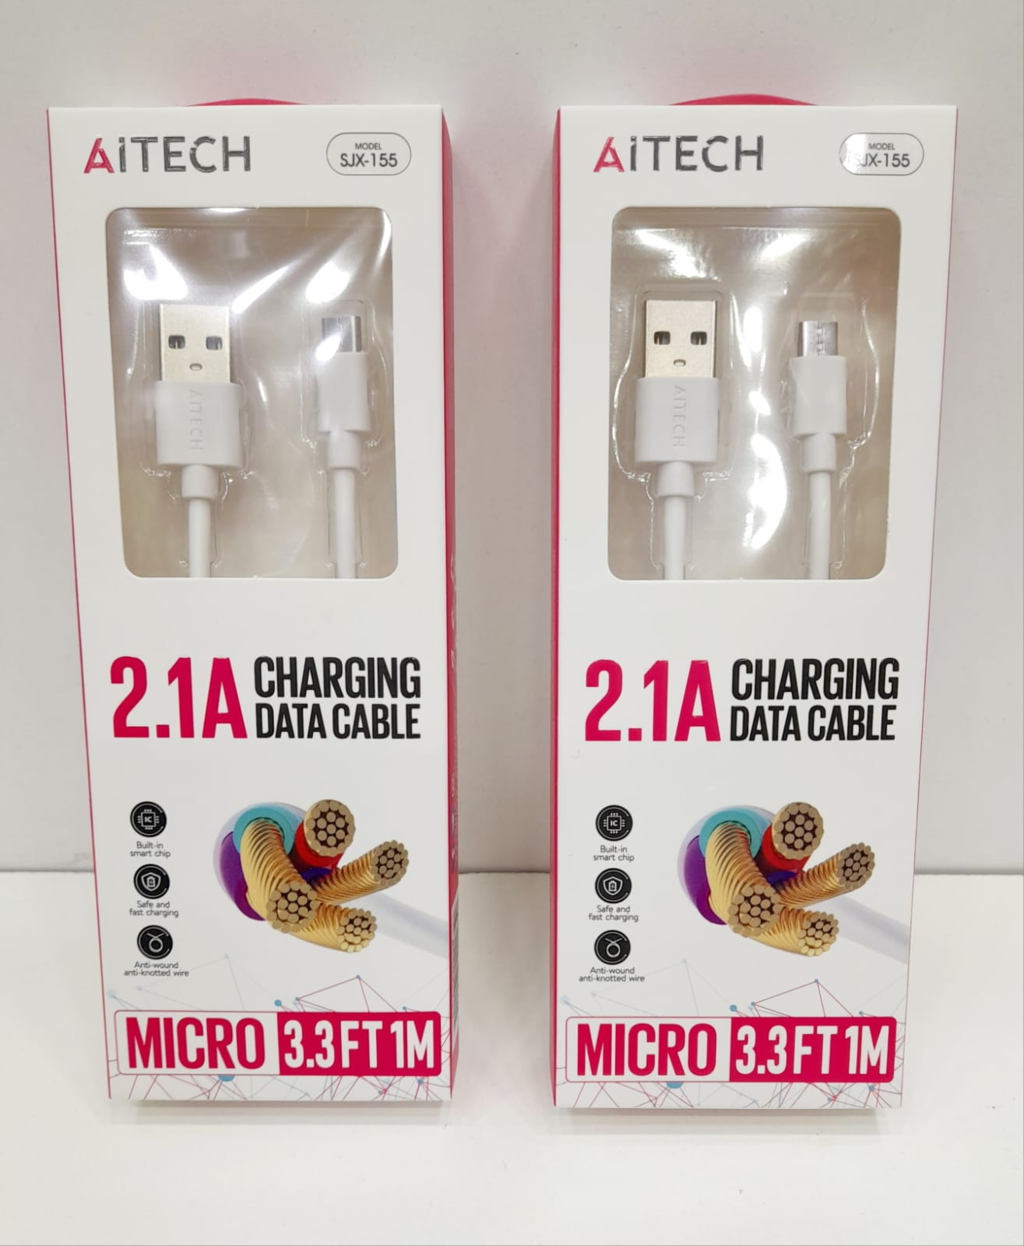 AiTECH
MODEL
SJX-155
AiTECH
2.1A CHARGING
DATA CABLE
IC
Built-in
smart chip
Safe and
fast charging
Anti-wound
anti-knotted wire
MICRO 3.3FT 1M
AiTECH
MODEL
SJX-155
AiTECH
2.1A CHARGING
DATA CABLE
IC
Built-in
smart chip
Safe and
fast charging
Anti-wound
anti-knotted wire
MICRO 3.3FT 1M